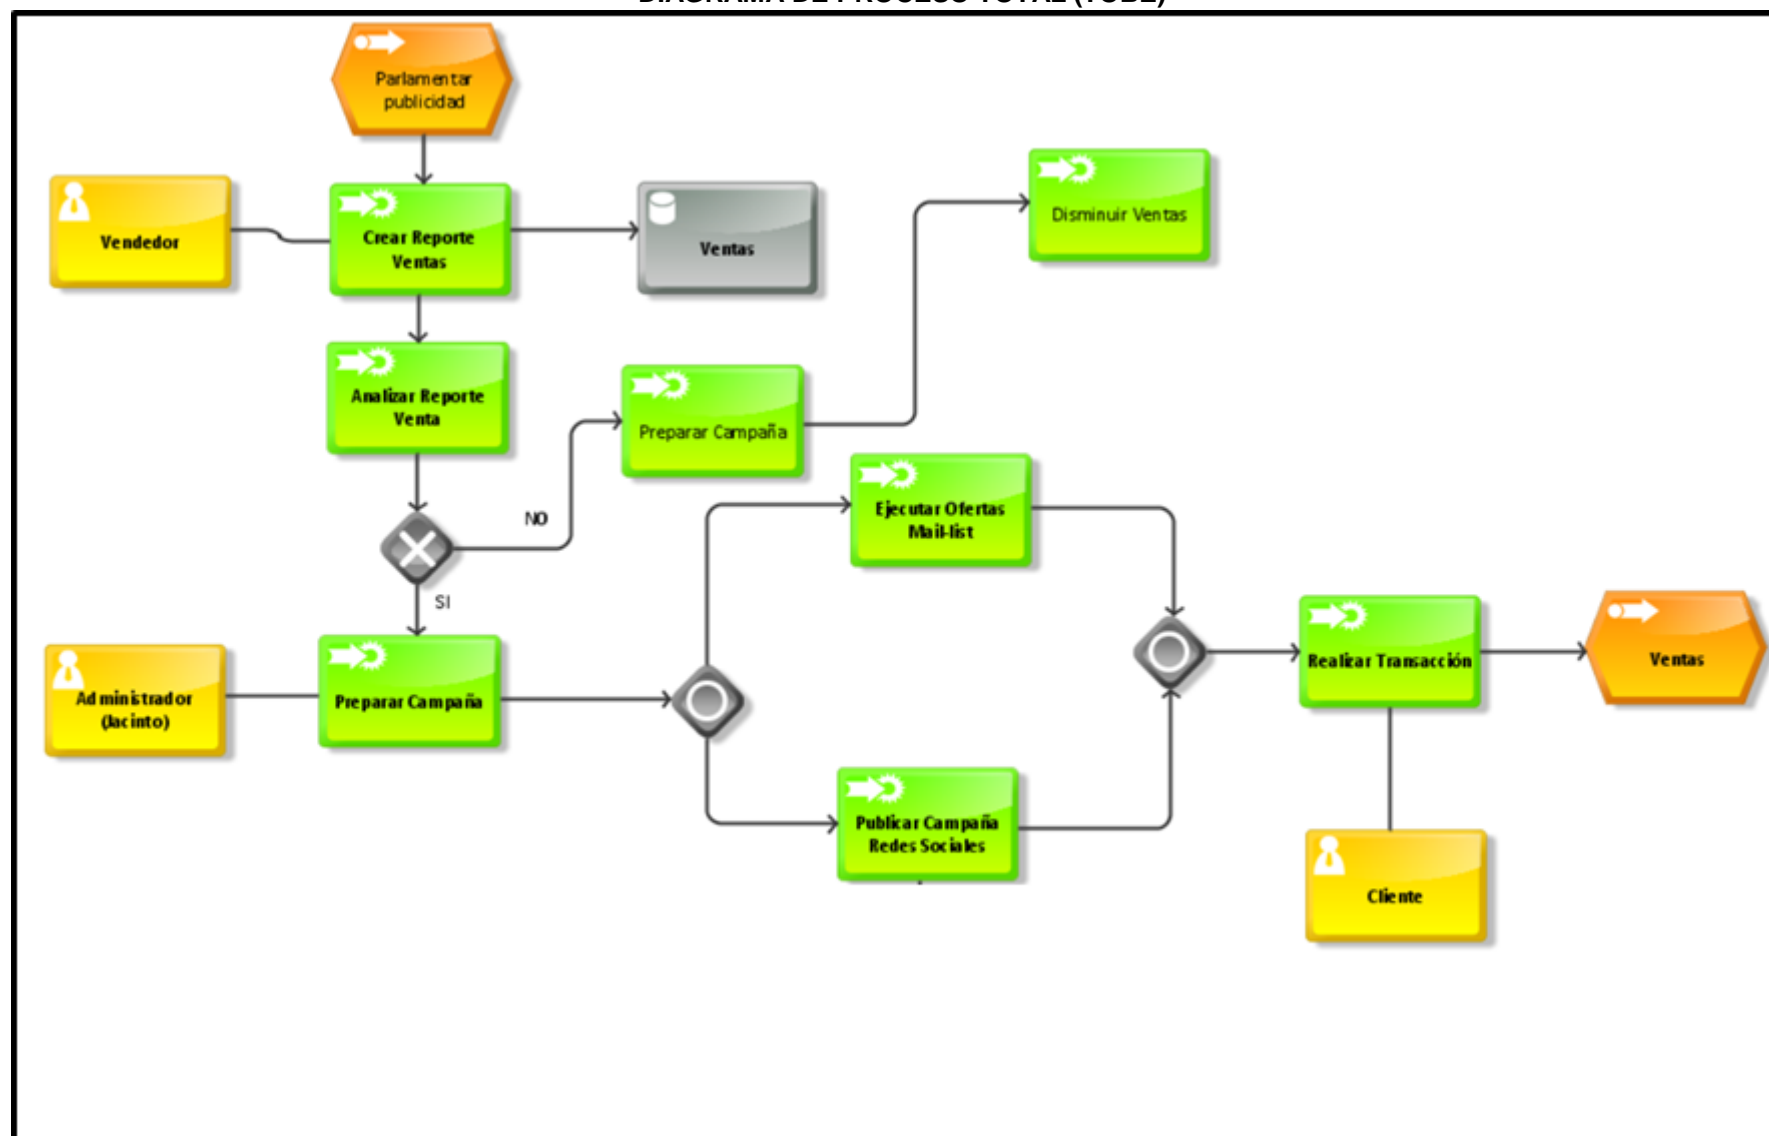 Parlamentar
publicidad
Vendedor
Crear Reporte
Ventas
Ventas
Disminuir Ventas
Analizar Reporte
Venta
Preparar Campaña
NO
SI
Ejecutar Ofertas
Mail-list
Administrador
(Jacinto)
Preparar Campaña
Realizar Transacción
Ventas
Publicar Campaña
Redes Sociales
Cliente